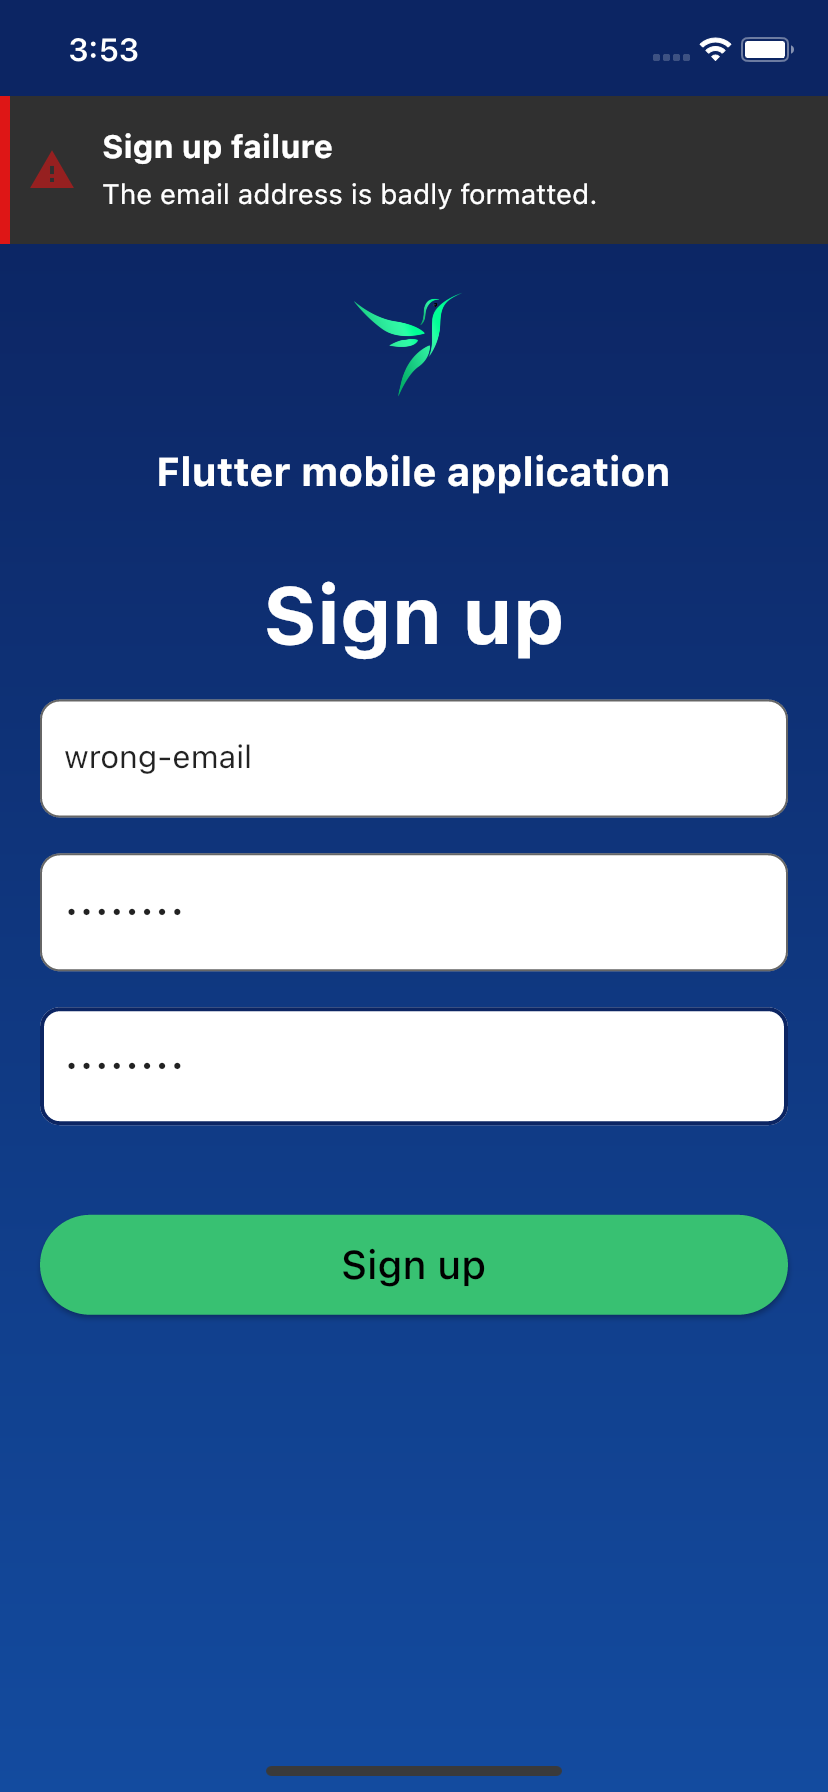 3:53
Sign up failure
The email address is badly formatted.
Flutter mobile application
Sign up
wrong-email
••••••••
••••••••
Sign up